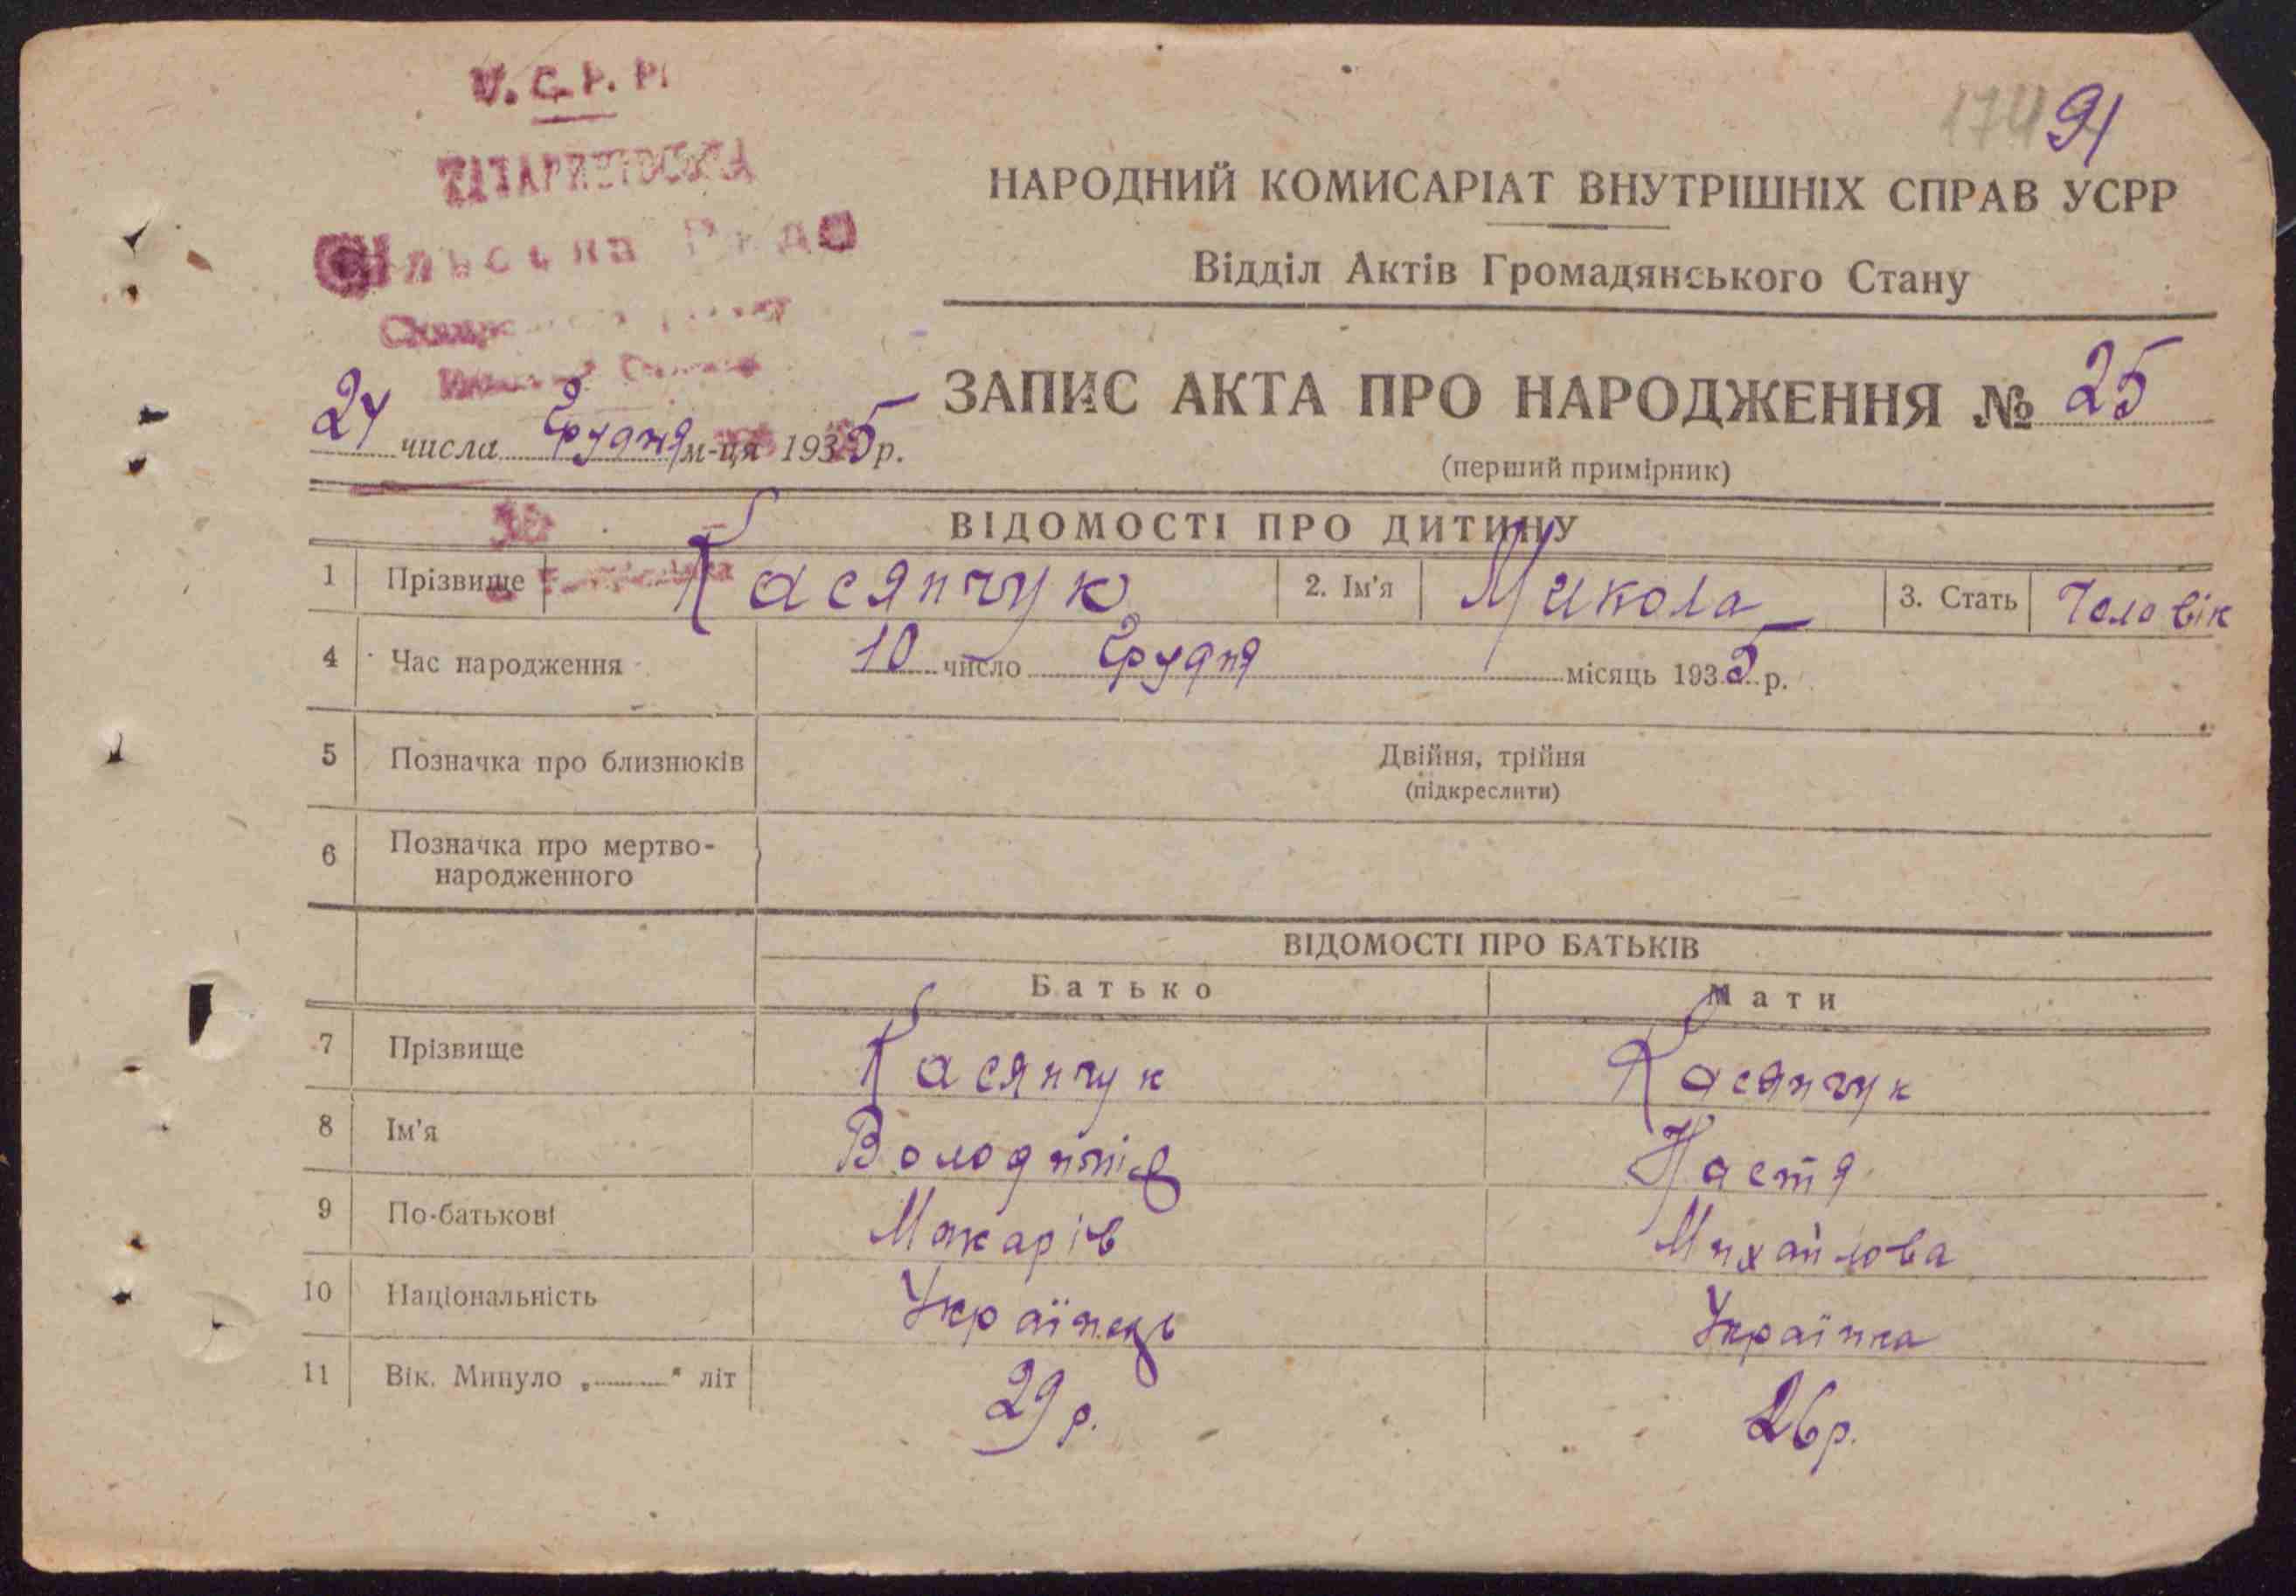 У.С.Р.Р.
1749
91
НАРОДНИЙ КОМИСАРІАТ ВНУТРІШНІХ СПРАВ УСРР
Відділ Актів Громадянського Стану
Сільська Рада
24 числа Грудня м-ця 1935 р.
ЗАПИС АКТА ПРО НАРОДЖЕННЯ № 25
(перший примірник)
ВІДОМОСТІ ПРО ДИТИНУ
1 Прізвище Касянчук 2. Ім'я Микола 3. Стать Чоловік
4 Час народження 10 число Грудня місяць 1935 р.
5 Позначка про близнюків Двійня, трійня
(підкреслити)
6 Позначка про мертво-
народженного
ВІДОМОСТІ ПРО БАТЬКІВ
Батько Мати
7 Прізвище Касянчук Касянчук
8 Ім'я Настя
9 По-батькові Макарів Михайлова
10 Національність Українець Українка
11 Вік. Минуло „ “ літ 29 р. 26 р.